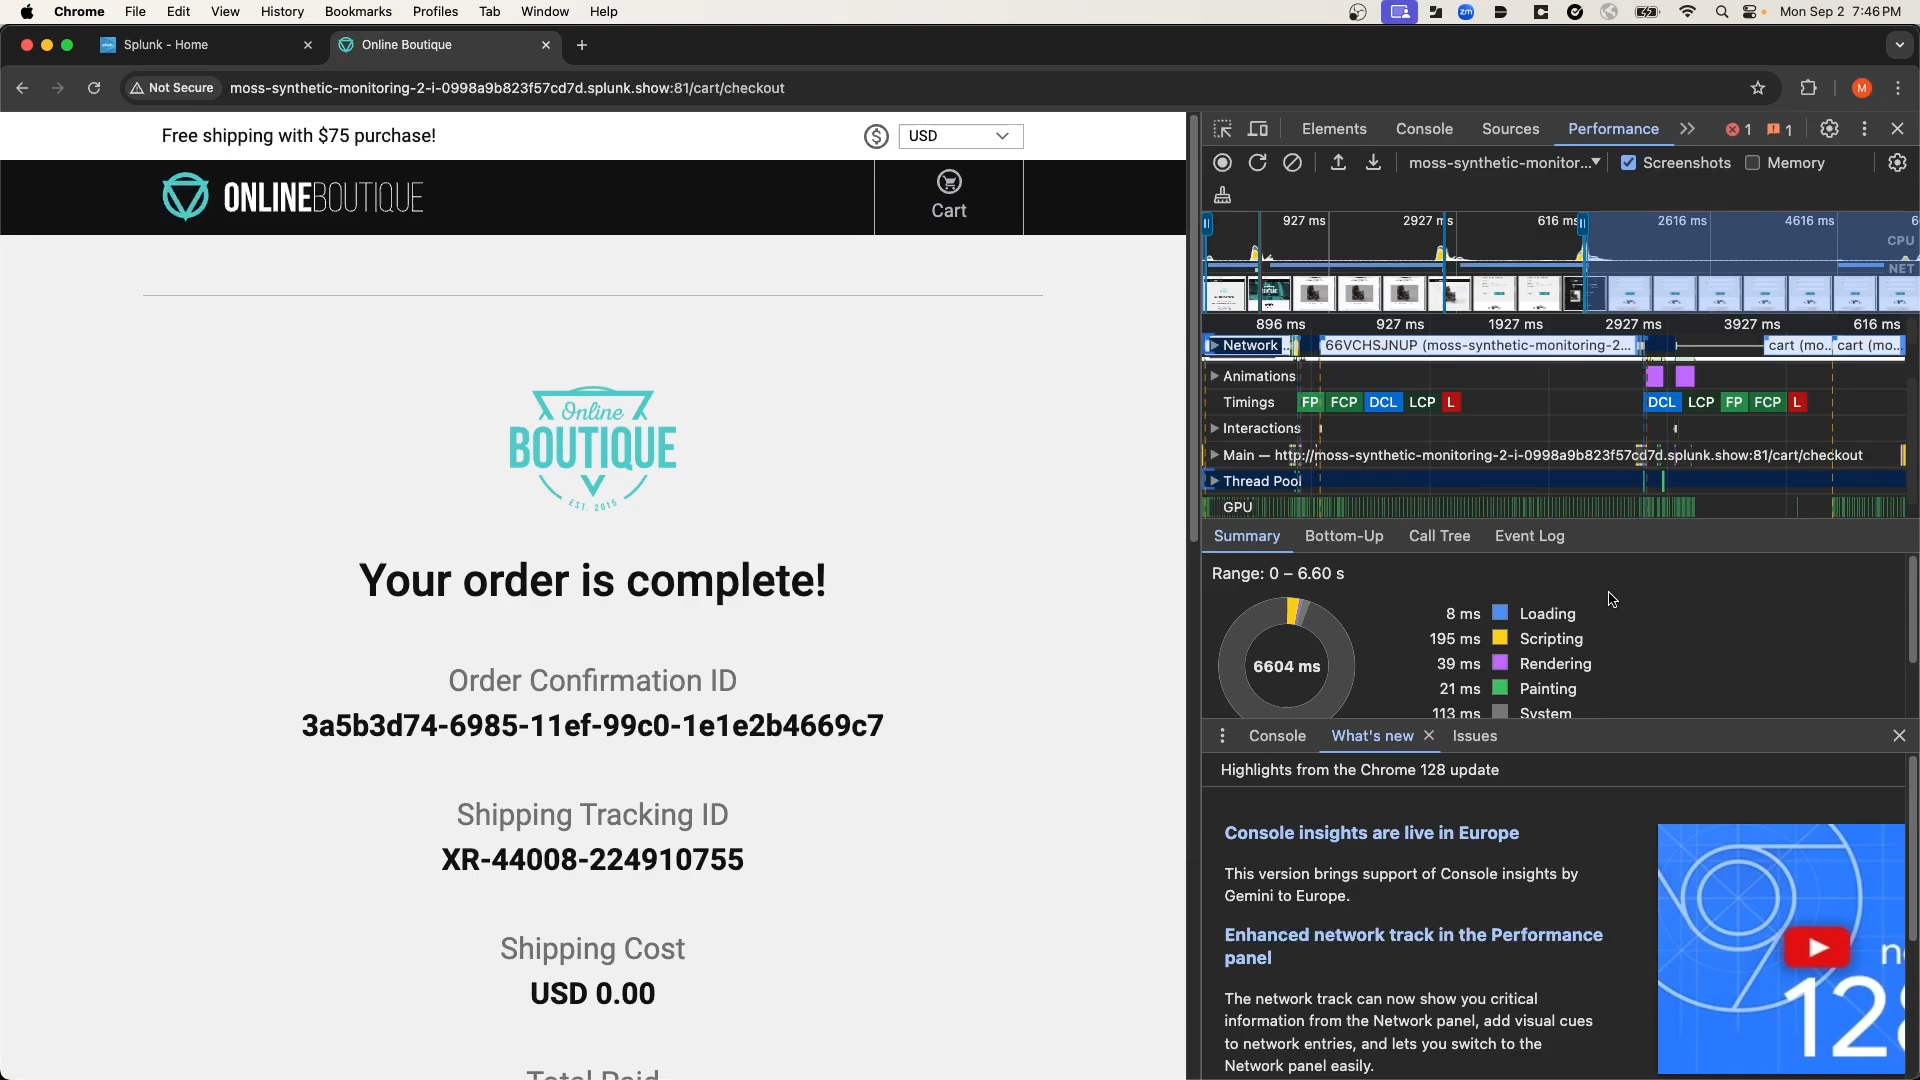 Chrome File Edit View History Bookmarks Profiles Tab Window Help
zm
Mon Sep 2 7:46 PM
Splunk - Home
Online Boutique
Not Secure
moss-synthetic-monitoring-2-i-0998a9b823f57cd7d.splunk.show:81/cart/checkout
M
Free shipping with $75 purchase!
$ USD
ONLINEBOUTIQUE
Cart
Online
BOUTIQUE
EST. 2015
Your order is complete!
Order Confirmation ID
3a5b3d74-6985-11ef-99c0-1e1e2b4669c7
Shipping Tracking ID
XR-44008-224910755
Shipping Cost
USD 0.00
Total Paid
Elements Console Sources Performance 1 1
moss-synthetic-monitor... Screenshots Memory
927 ms 2927 ms 616 ms 2616 ms 4616 ms 6
CPU
NET
896 ms 927 ms 1927 ms 2927 ms 3927 ms 616 ms
Network ... 66VCHSJNUP (moss-synthetic-monitoring-2... cart (mo... cart (mo...
Animations
Timings FP FCP DCL LCP L DCL LCP FP FCP L
Interactions
Main — http://moss-synthetic-monitoring-2-i-0998a9b823f57cd7d.splunk.show:81/cart/checkout
Thread Pool
GPU
Summary Bottom-Up Call Tree Event Log
Range: 0 – 6.60 s
6604 ms
8 ms Loading
195 ms Scripting
39 ms Rendering
21 ms Painting
113 ms System
Console What's new Issues
Highlights from the Chrome 128 update
Console insights are live in Europe
This version brings support of Console insights by
Gemini to Europe.
Enhanced network track in the Performance
panel
The network track can now show you critical
information from the Network panel, add visual cues
to network entries, and lets you switch to the
Network panel easily.
128